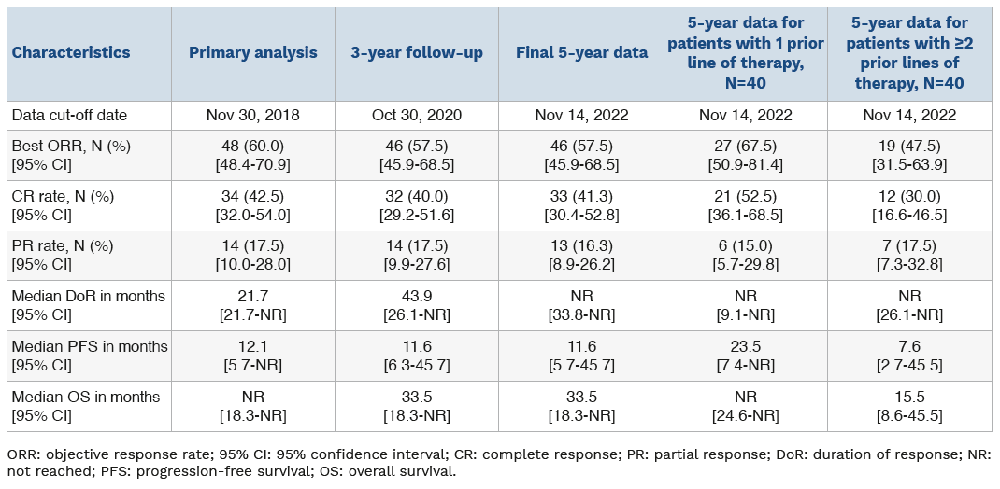 Characteristics
Primary analysis
3-year follow-up
Final 5-year data
5-year data for
patients with 1 prior
line of therapy,
N=40
5-year data for
patients with ≥2
prior lines of
therapy, N=40
Data cut-off date
Nov 30, 2018
Oct 30, 2020
Nov 14, 2022
Nov 14, 2022
Nov 14, 2022
Best ORR, N (%)
[95% CI]
48 (60.0)
[48.4-70.9]
46 (57.5)
[45.9-68.5]
46 (57.5)
[45.9-68.5]
27 (67.5)
[50.9-81.4]
19 (47.5)
[31.5-63.9]
CR rate, N (%)
[95% CI]
34 (42.5)
[32.0-54.0]
32 (40.0)
[29.2-51.6]
33 (41.3)
[30.4-52.8]
21 (52.5)
[36.1-68.5]
12 (30.0)
[16.6-46.5]
PR rate, N (%)
[95% CI]
14 (17.5)
[10.0-28.0]
14 (17.5)
[9.9-27.6]
13 (16.3)
[8.9-26.2]
6 (15.0)
[5.7-29.8]
7 (17.5)
[7.3-32.8]
Median DoR in months
[95% CI]
21.7
[21.7-NR]
43.9
[26.1-NR]
NR
[33.8-NR]
NR
[9.1-NR]
NR
[26.1-NR]
Median PFS in months
[95% CI]
12.1
[5.7-NR]
11.6
[6.3-45.7]
11.6
[5.7-45.7]
23.5
[7.4-NR]
7.6
[2.7-45.5]
Median OS in months
[95% CI]
NR
[18.3-NR]
33.5
[18.3-NR]
33.5
[18.3-NR]
NR
[24.6-NR]
15.5
[8.6-45.5]
ORR: objective response rate; 95% CI: 95% confidence interval; CR: complete response; PR: partial response; DoR: duration of response; NR:
not reached; PFS: progression-free survival; OS: overall survival.